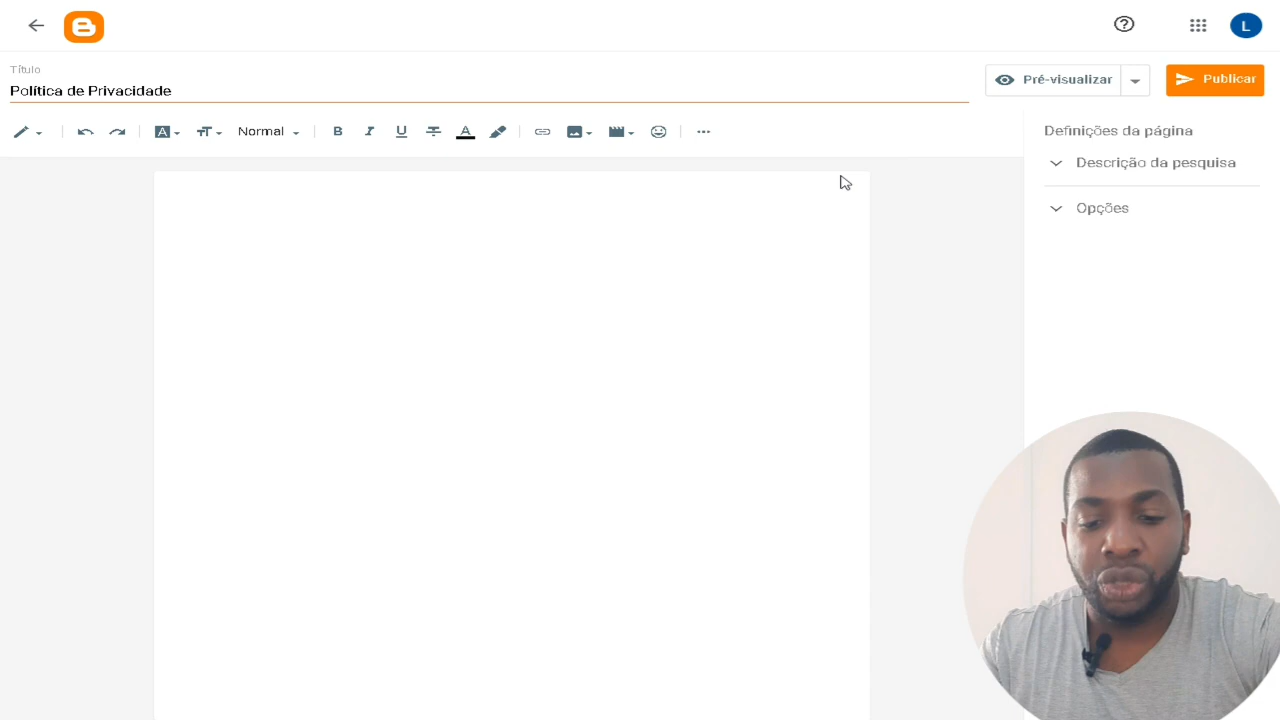 L
Título
Política de Privacidade
Pré-visualizar
Publicar
Normal
B I U A
Definições da página
Descrição da pesquisa
Opções